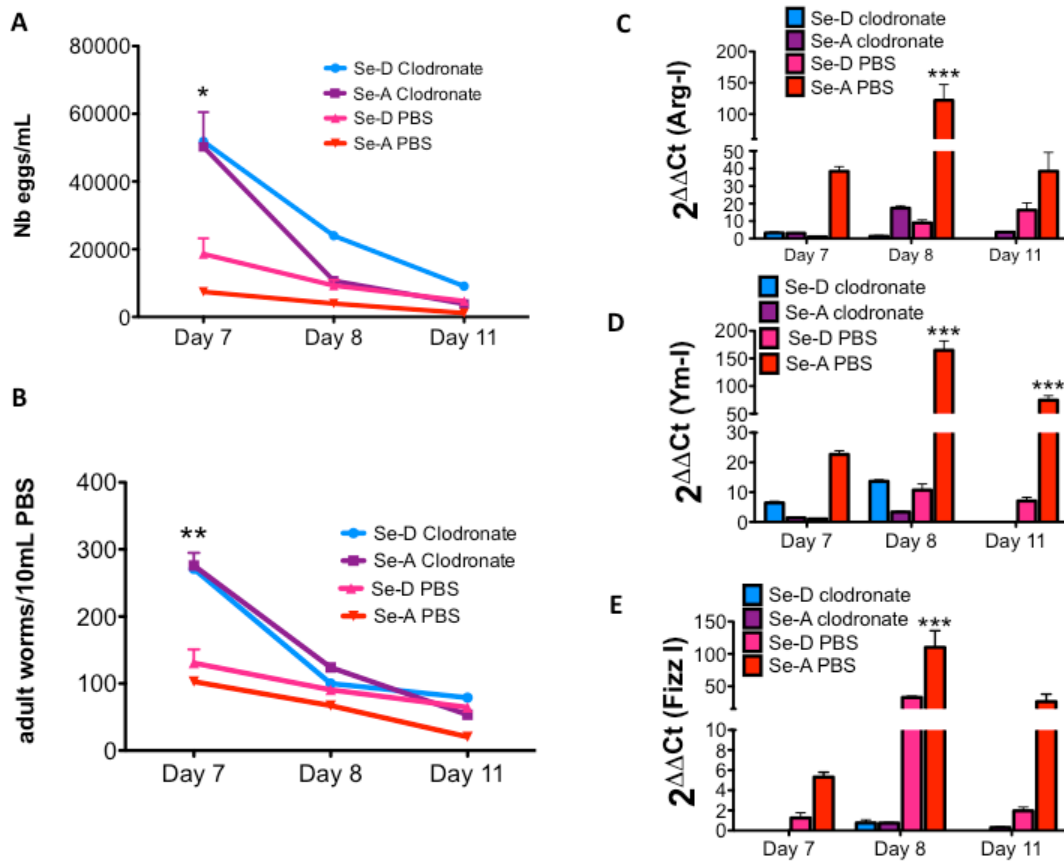 A
80000
60000
40000
20000
0
Nb eggs/mL
*
Se-D Clodronate
Se-A Clodronate
Se-D PBS
Se-A PBS
Day 7 Day 8 Day 11
B
400
300
200
100
0
adult worms/10mL PBS
**
Se-D Clodronate
Se-A Clodronate
Se-D PBS
Se-A PBS
Day 7 Day 8 Day 11
C
Se-D clodronate
Se-A clodronate
Se-D PBS
Se-A PBS
200
150
100
50
40
30
20
10
0
2ΔΔCt (Arg-I)
***
Day 7 Day 8 Day 11
D
Se-D clodronate
Se-A clodronate
Se-D PBS
Se-A PBS
200
150
100
50
30
20
10
0
2ΔΔCt (Ym-I)
***
***
Day 7 Day 8 Day 11
E
Se-D clodronate
Se-A clodronate
Se-D PBS
Se-A PBS
150
100
50
10
8
6
4
2
0
2ΔΔCt (Fizz I)
***
Day 7 Day 8 Day 11